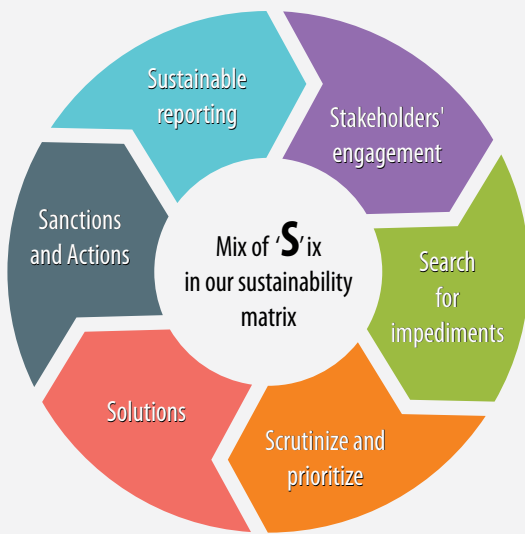 Sustainable
reporting
Stakeholders'
engagement
Search
for
impediments
Scrutinize and
prioritize
Solutions
Sanctions
and Actions
Mix of ‘S’ix
in our sustainability
matrix